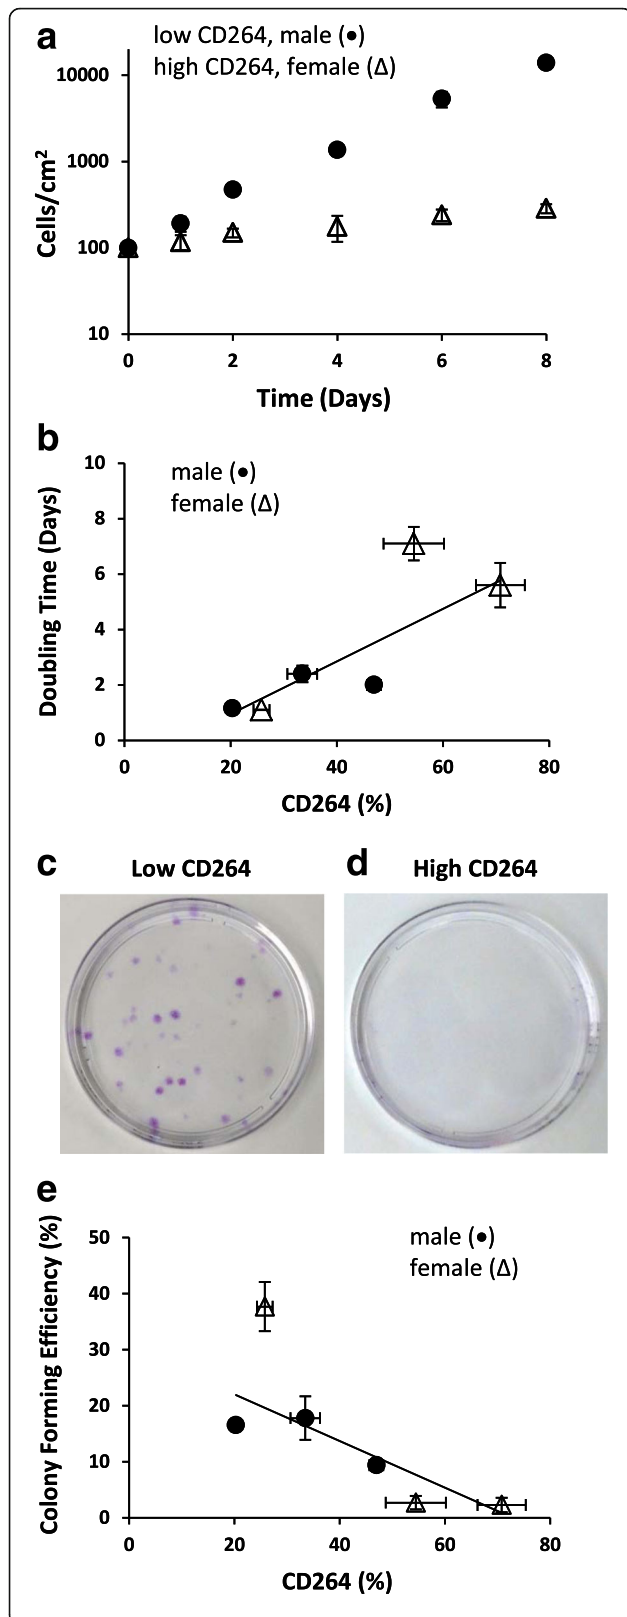 a
low CD264, male (●)
high CD264, female (Δ)
10000
1000
100
10
Cells/cm²
0 2 4 6 8
Time (Days)
b
male (●)
female (Δ)
10
8
6
4
2
0
Doubling Time (Days)
0 20 40 60 80
CD264 (%)
c Low CD264 d High CD264
e
male (●)
female (Δ)
50
40
30
20
10
0
Colony Forming Efficiency (%)
0 20 40 60 80
CD264 (%)